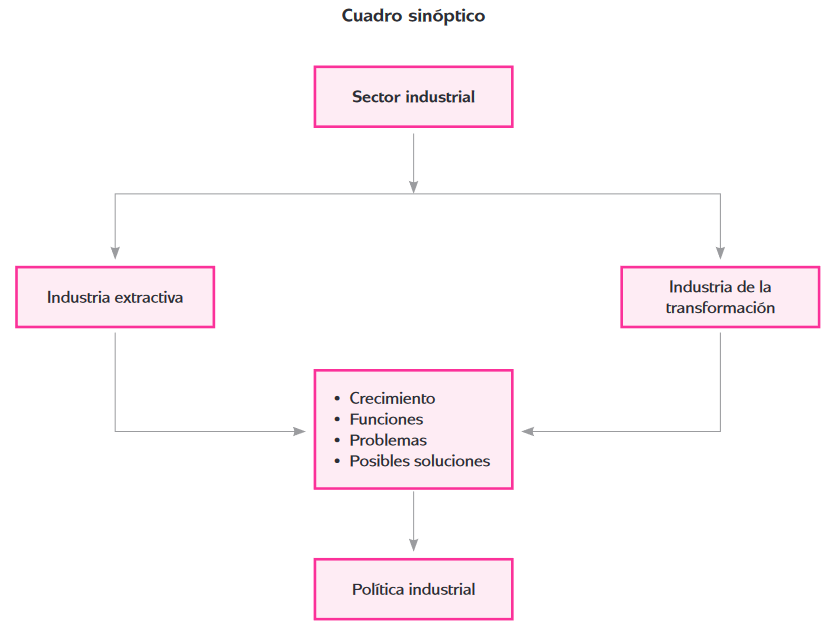 Cuadro sinóptico
Sector industrial
Industria extractiva
Industria de la
transformación
• Crecimiento
• Funciones
• Problemas
• Posibles soluciones
Política industrial